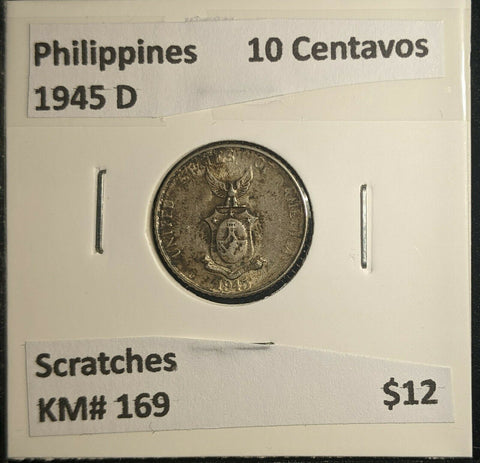 Philippines 10 Centavos
1945 D
UNITED STATES OF AMERICA
1945
Scratches
KM# 169 $12